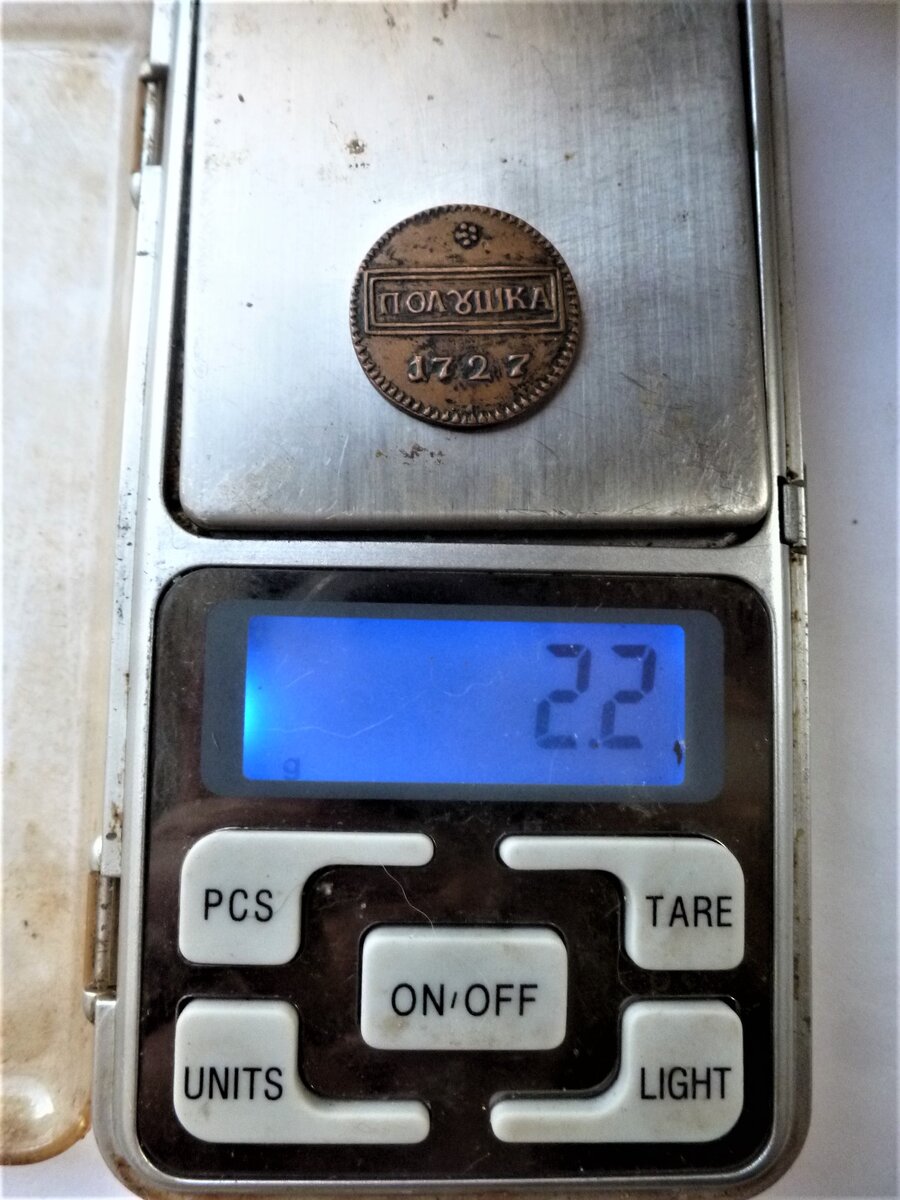 ПОЛУШКА
1727
2.2
g
PCS
TARE
ON/OFF
UNITS
LIGHT